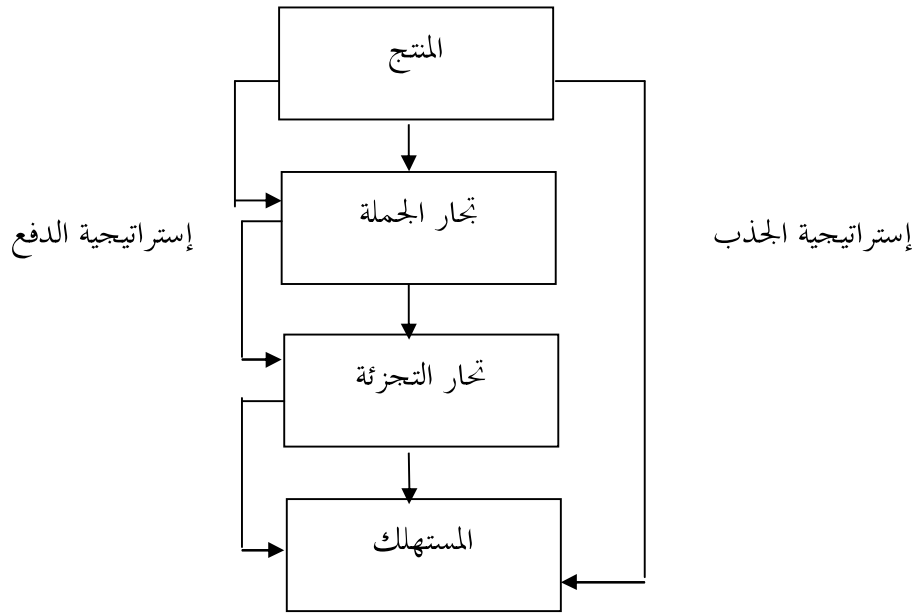 المنتج
تجار الجملة
إستراتيجية الجذب
إستراتيجية الدفع
تجار التجزئة
المستهلك